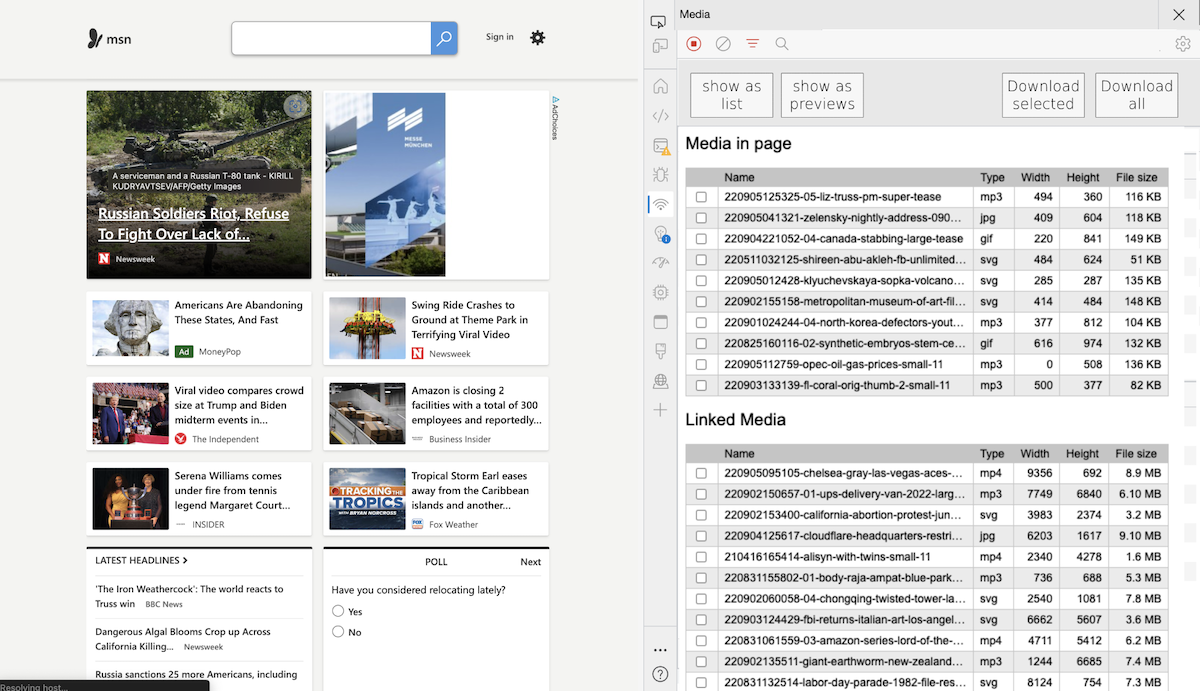 msn
Sign in
A serviceman and a Russian T-80 tank - KIRILL
KUDRYAVTSEV/AFP/Getty Images
Russian Soldiers Riot, Refuse
To Fight Over Lack of...
N Newsweek
MESSE
MÜNCHEN
AdChoices
Americans Are Abandoning
These States, And Fast
Ad MoneyPop
Swing Ride Crashes to
Ground at Theme Park in
Terrifying Viral Video
N Newsweek
Viral video compares crowd
size at Trump and Biden
midterm events in...
The Independent
Amazon is closing 2
facilities with a total of 300
employees and reportedly...
Business Insider
Serena Williams comes
under fire from tennis
legend Margaret Court...
INSIDER
TRACKING THE
TROPICS
WITH BRYAN NORCROSS
Tropical Storm Earl eases
away from the Caribbean
islands and another...
Fox Weather
LATEST HEADLINES
'The Iron Weathercock': The world reacts to
Truss win BBC News
Dangerous Algal Blooms Crop up Across
California Killing... Newsweek
Russia sanctions 25 more Americans, including
POLL Next
Have you considered relocating lately?
Yes
No
Resolving host...
Media
show as
list
show as
previews
Download
selected
Download
all
Media in page
Name Type Width Height File size
220905125325-05-liz-truss-pm-super-tease mp3 494 360 116 KB
220905041321-zelensky-nightly-address-090... jpg 409 604 118 KB
220904221052-04-canada-stabbing-large-tease gif 220 841 149 KB
220511032125-shireen-abu-akleh-fb-unlimited... svg 484 624 51 KB
220905012428-klyuchevskaya-sopka-volcano... svg 285 287 135 KB
220902155158-metropolitan-museum-of-art-fil... svg 414 484 148 KB
220901024244-04-north-korea-defectors-yout... mp3 377 812 104 KB
220825160116-02-synthetic-embryos-stem-ce... gif 616 974 132 KB
220905112759-opec-oil-gas-prices-small-11 mp3 0 508 136 KB
220903133139-fl-coral-orig-thumb-2-small-11 mp3 500 377 82 KB
Linked Media
Name Type Width Height File size
220905095105-chelsea-gray-las-vegas-aces-... mp4 9356 692 8.9 MB
220902150657-01-ups-delivery-van-2022-larg... mp3 7749 6840 6.10 MB
220902153400-california-abortion-protest-jun... svg 3983 2374 3.2 MB
220904125617-cloudflare-headquarters-restri... jpg 6203 1617 9.10 MB
210416165414-alisyn-with-twins-small-11 mp4 2340 4278 1.6 MB
220831155802-01-body-raja-ampat-blue-park... mp3 736 688 5.3 MB
220902060058-04-chongqing-twisted-tower-la... svg 2540 1081 7.8 MB
220903124429-fbi-returns-italian-art-los-angel... svg 6662 5607 3.6 MB
220831061559-03-amazon-series-lord-of-the-... mp4 4711 5412 6.2 MB
220902135511-giant-earthworm-new-zealand... mp3 1244 6685 7.4 MB
220831132514-labor-day-parade-1982-file-res... svg 8124 754 7.3 MB